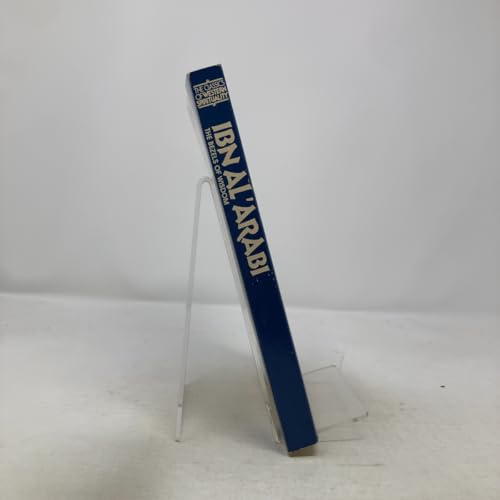 THE CLASSICS
OF WESTERN
SPIRITUALITY
IBN AL'ARABI
THE BEZELS OF WISDOM